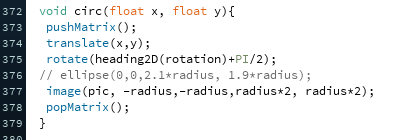 372 void circ(float x, float y){
373 pushMatrix();
374 translate(x,y);
375 rotate(heading2D(rotation)+PI/2);
376 // ellipse(0,0,2.1*radius, 1.9*radius);
377 image(pic, -radius,-radius,radius*2, radius*2);
378 popMatrix();
379 }
380